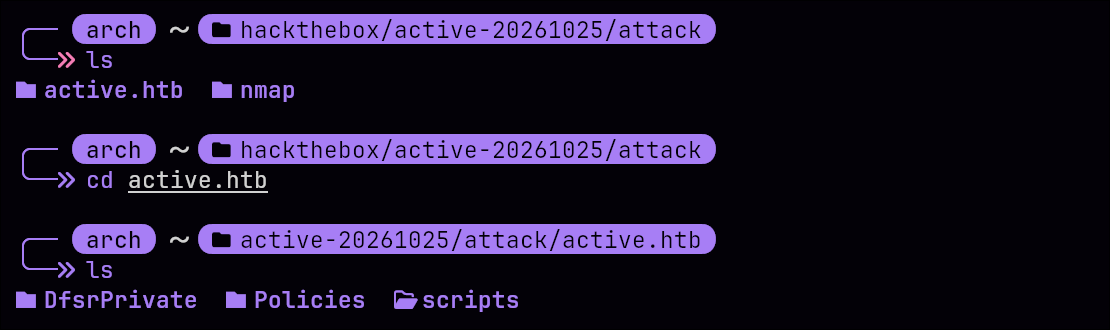 arch ~ hackthebox/active-20261025/attack
» ls
active.htb nmap
arch ~ hackthebox/active-20261025/attack
» cd active.htb
arch ~ active-20261025/attack/active.htb
» ls
DfsrPrivate Policies scripts